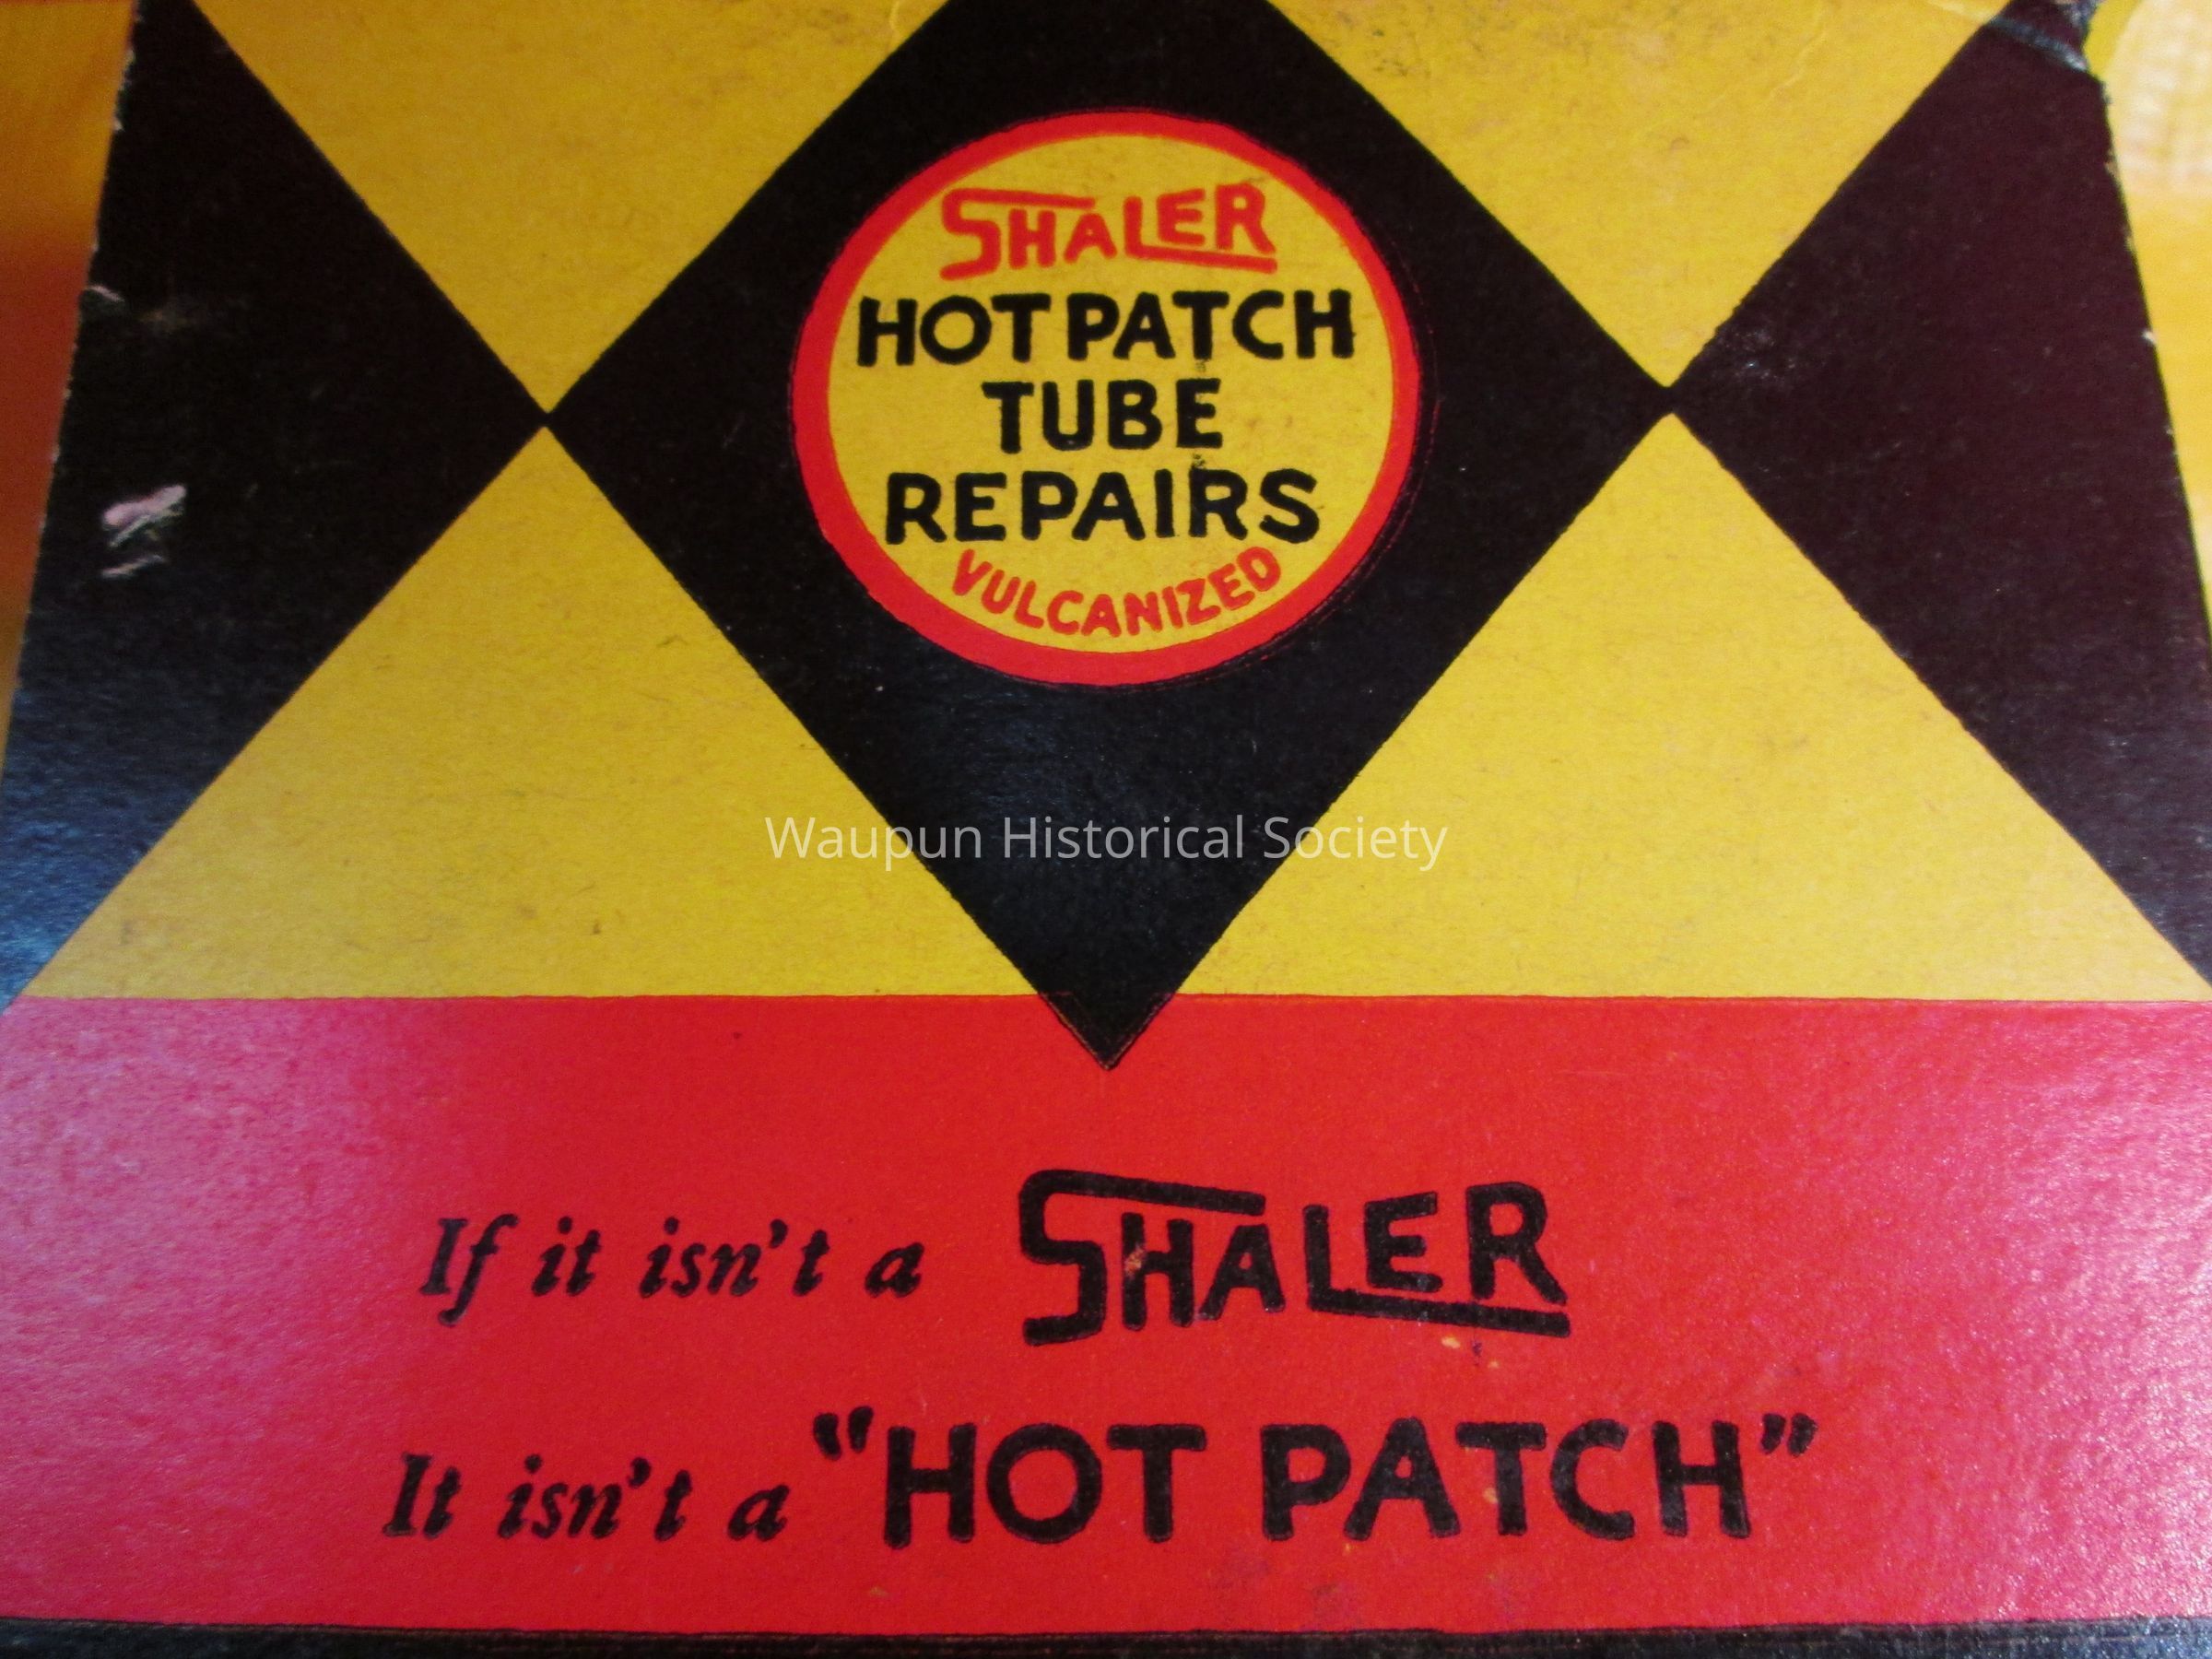 SHALER
HOT PATCH
TUBE
REPAIRS
VULCANIZED
Waupun Historical Society
If it isn't a SHALER
It isn't a "HOT PATCH"